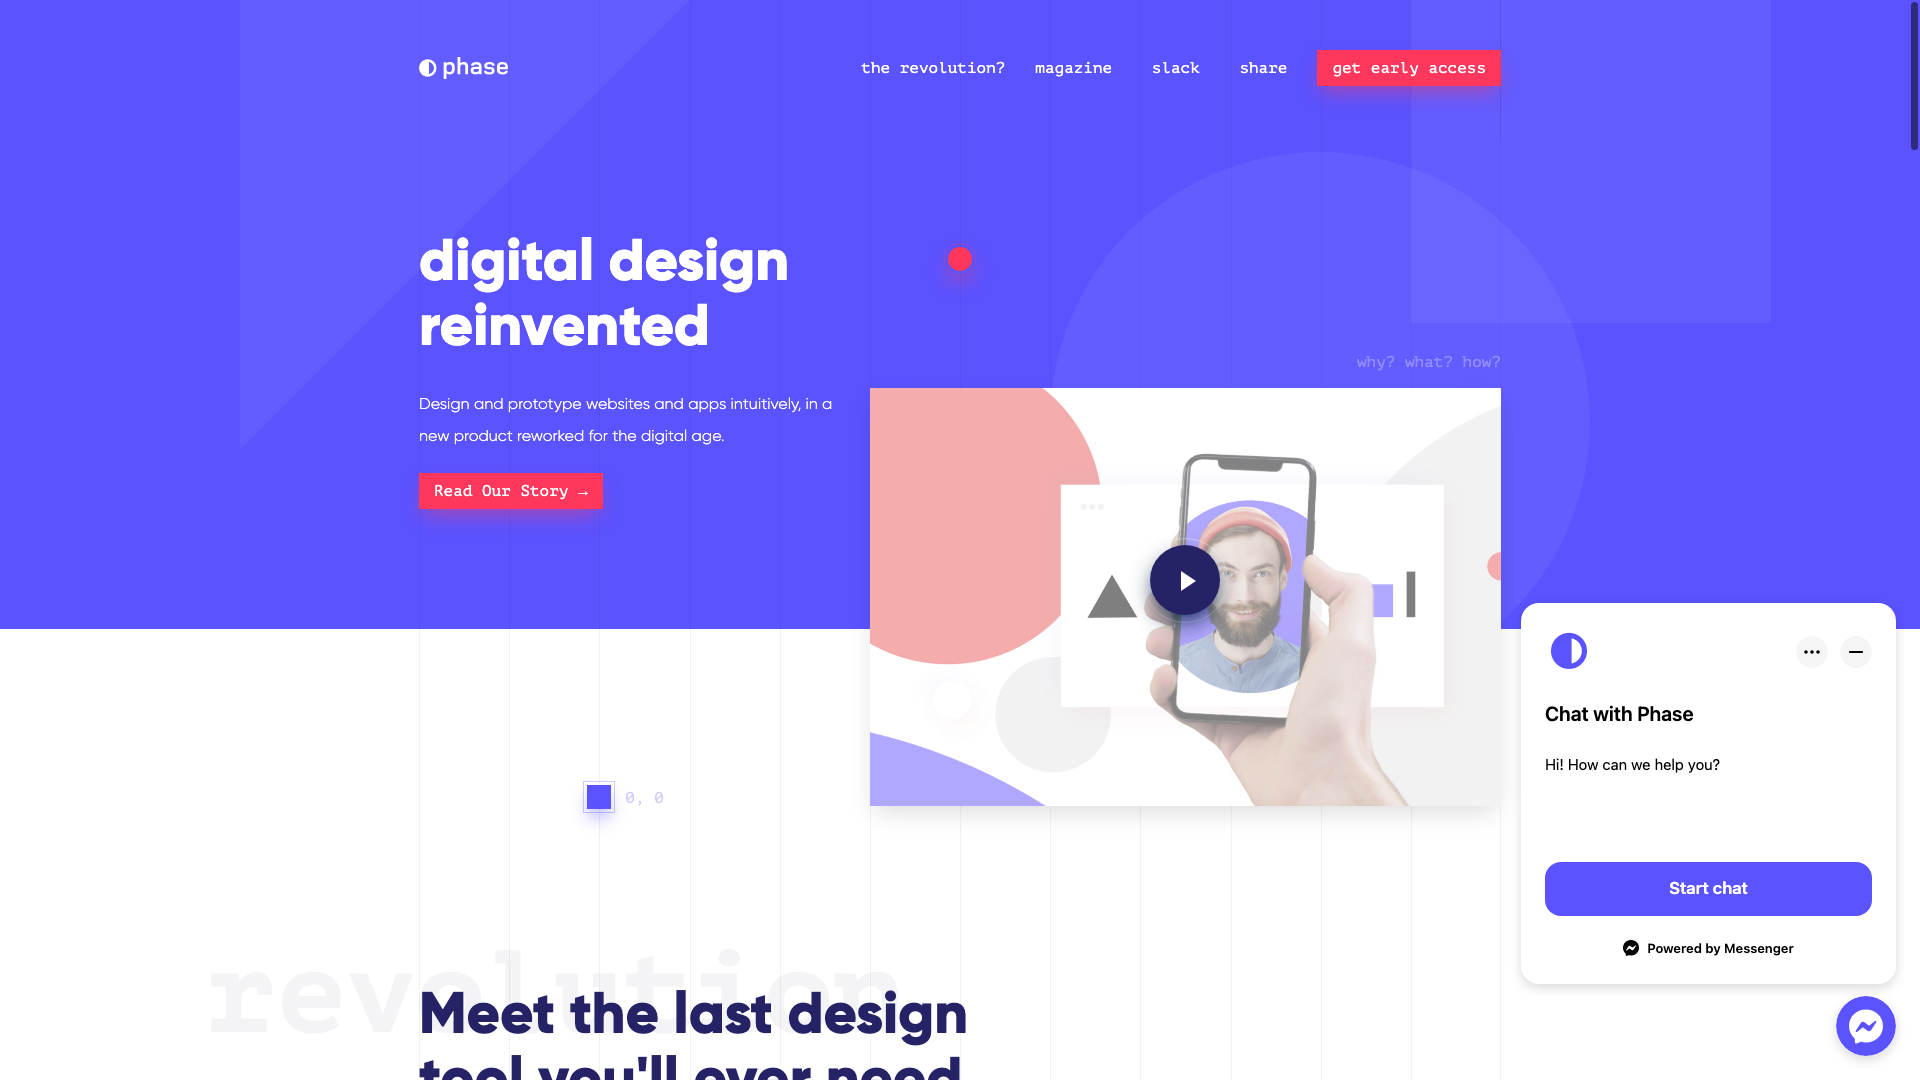 phase
the revolution?
magazine
slack
share
get early access
digital design
reinvented
why? what? how?
Design and prototype websites and apps intuitively, in a
new product reworked for the digital age.
Read Our Story →
Chat with Phase
Hi! How can we help you?
0, 0
Start chat
Powered by Messenger
revolution
Meet the last design
tool you'll ever need